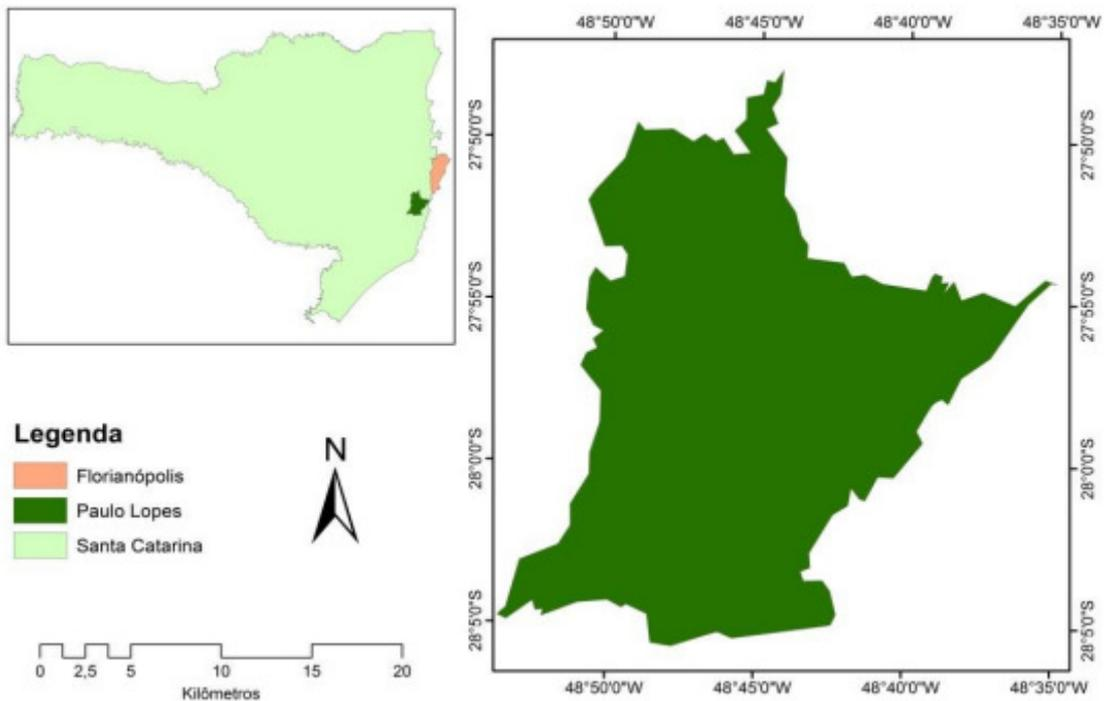 48°50'0"W 48°45'0"W 48°40'0"W 48°35'0"W
27°50'0"S
27°55'0"S
28°0'0"S
28°5'0"S
27°50'0"S
27°55'0"S
28°0'0"S
28°5'0"S
Legenda
Florianópolis
Paulo Lopes
Santa Catarina
N
0 2,5 5 10 15 20
Kilômetros
48°50'0"W 48°45'0"W 48°40'0"W 48°35'0"W